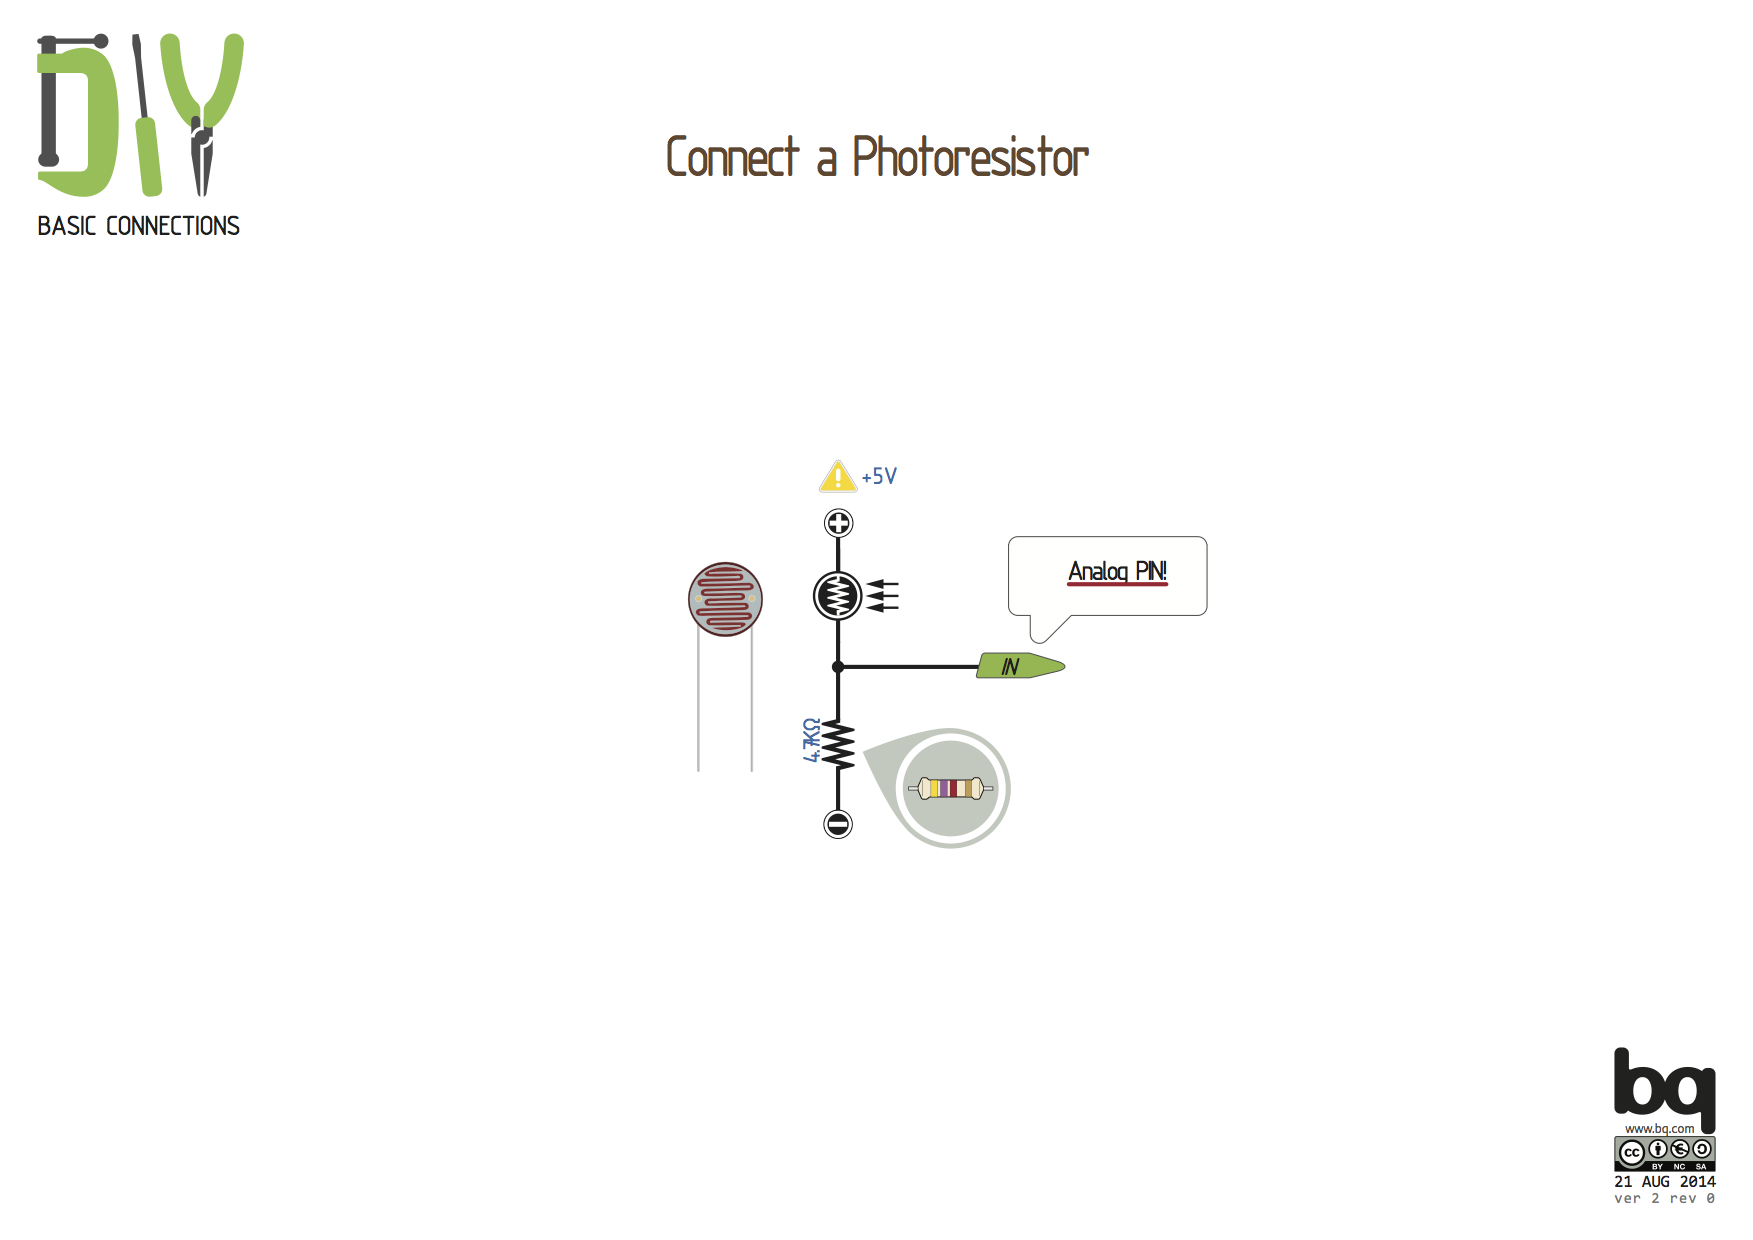 DIY
BASIC CONNECTIONS
Connect a Photoresistor
+5V
Analog PIN!
IN
4.7KΩ
bq
www.bq.com
cc
BY NC SA
21 AUG 2014
ver 2 rev 0